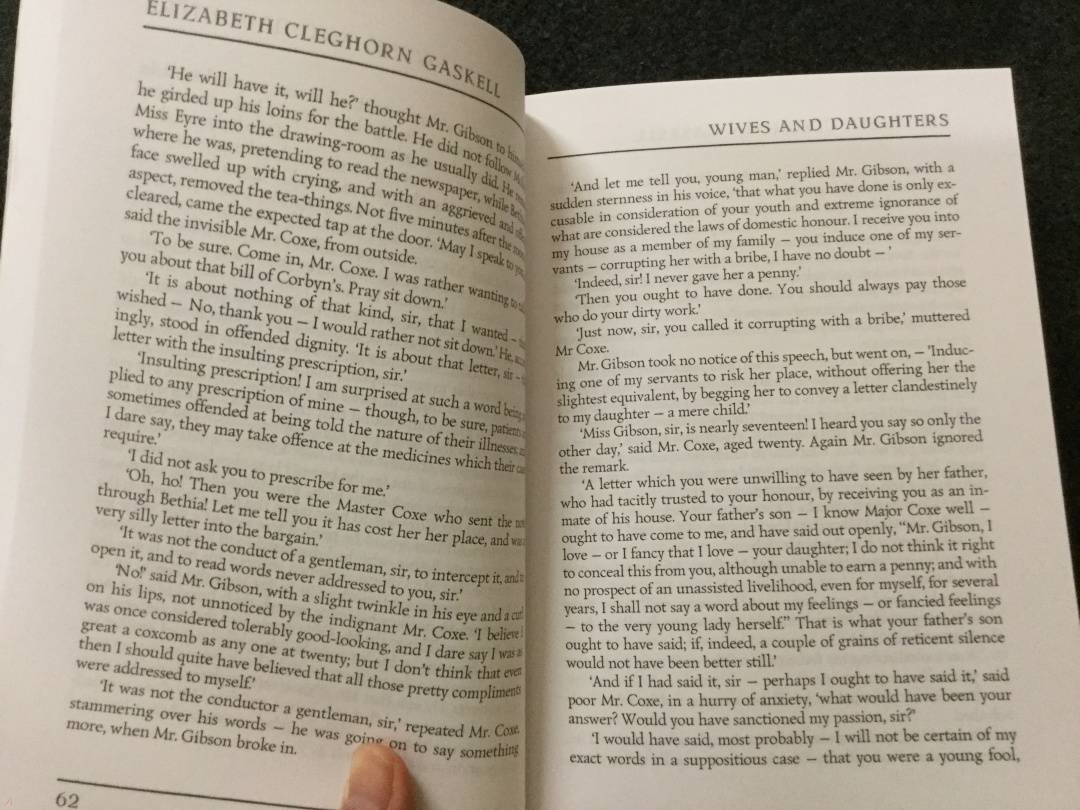 ELIZABETH CLEGHORN GASKELL
‘He will have it, will he?’ thought Mr. Gibson to
he girded up his loins for the battle. He did not follow
Miss Eyre into the drawing-room as he usually did. He
where he was, pretending to read the newspaper, while
face swelled up with crying, and with an aggrieved and
aspect, removed the tea-things. Not five minutes after the
cleared, came the expected tap at the door. ‘May I speak to
said the invisible Mr. Coxe, from outside.
‘To be sure. Come in, Mr. Coxe. I was rather wanting to
you about that bill of Corbyn’s. Pray sit down.’
‘It is about nothing of that kind, sir, that I wanted –
wished – No, thank you – I would rather not sit down.’ He,
ingly, stood in offended dignity. ‘It is about that letter, sir –
letter with the insulting prescription, sir.’
‘Insulting prescription! I am surprised at such a word being
plied to any prescription of mine – though, to be sure, patients
sometimes offended at being told the nature of their illnesses;
I dare say, they may take offence at the medicines which their
require.’
‘I did not ask you to prescribe for me.’
‘Oh, ho! Then you were the Master Coxe who sent the
through Bethia! Let me tell you it has cost her her place, and was
very silly letter into the bargain.’
‘It was not the conduct of a gentleman, sir, to intercept it, and to
open it, and to read words never addressed to you, sir.’
‘No!’ said Mr. Gibson, with a slight twinkle in his eye and a
on his lips, not unnoticed by the indignant Mr. Coxe. ‘I believe I
was once considered tolerably good-looking, and I dare say I was as
great a coxcomb as any one at twenty; but I don’t think that even
then I should quite have believed that all those pretty compliments
were addressed to myself.’
‘It was not the conductor a gentleman, sir,’ repeated Mr. Coxe,
stammering over his words – he was going on to say something
more, when Mr. Gibson broke in.
62
WIVES AND DAUGHTERS
‘And let me tell you, young man,’ replied Mr. Gibson, with a
sudden sternness in his voice, ‘that what you have done is only ex-
cusable in consideration of your youth and extreme ignorance of
what are considered the laws of domestic honour. I receive you into
my house as a member of my family – you induce one of my ser-
vants – corrupting her with a bribe, I have no doubt – ’
‘Indeed, sir! I never gave her a penny.’
‘Then you ought to have done. You should always pay those
who do your dirty work.’
‘Just now, sir, you called it corrupting with a bribe,’ muttered
Mr Coxe.
Mr. Gibson took no notice of this speech, but went on, – ‘Induc-
ing one of my servants to risk her place, without offering her the
slightest equivalent, by begging her to convey a letter clandestinely
to my daughter – a mere child.’
‘Miss Gibson, sir, is nearly seventeen! I heard you say so only the
other day,’ said Mr. Coxe, aged twenty. Again Mr. Gibson ignored
the remark.
‘A letter which you were unwilling to have seen by her father,
who had tacitly trusted to your honour, by receiving you as an in-
mate of his house. Your father’s son – I know Major Coxe well –
ought to have come to me, and have said out openly, “Mr. Gibson, I
love – or I fancy that I love – your daughter; I do not think it right
to conceal this from you, although unable to earn a penny; and with
no prospect of an unassisted livelihood, even for myself, for several
years, I shall not say a word about my feelings – or fancied feelings
– to the very young lady herself.” That is what your father’s son
ought to have said; if, indeed, a couple of grains of reticent silence
would not have been better still.’
‘And if I had said it, sir – perhaps I ought to have said it,’ said
poor Mr. Coxe, in a hurry of anxiety, ‘what would have been your
answer? Would you have sanctioned my passion, sir?’
‘I would have said, most probably – I will not be certain of my
exact words in a suppositious case – that you were a young fool,